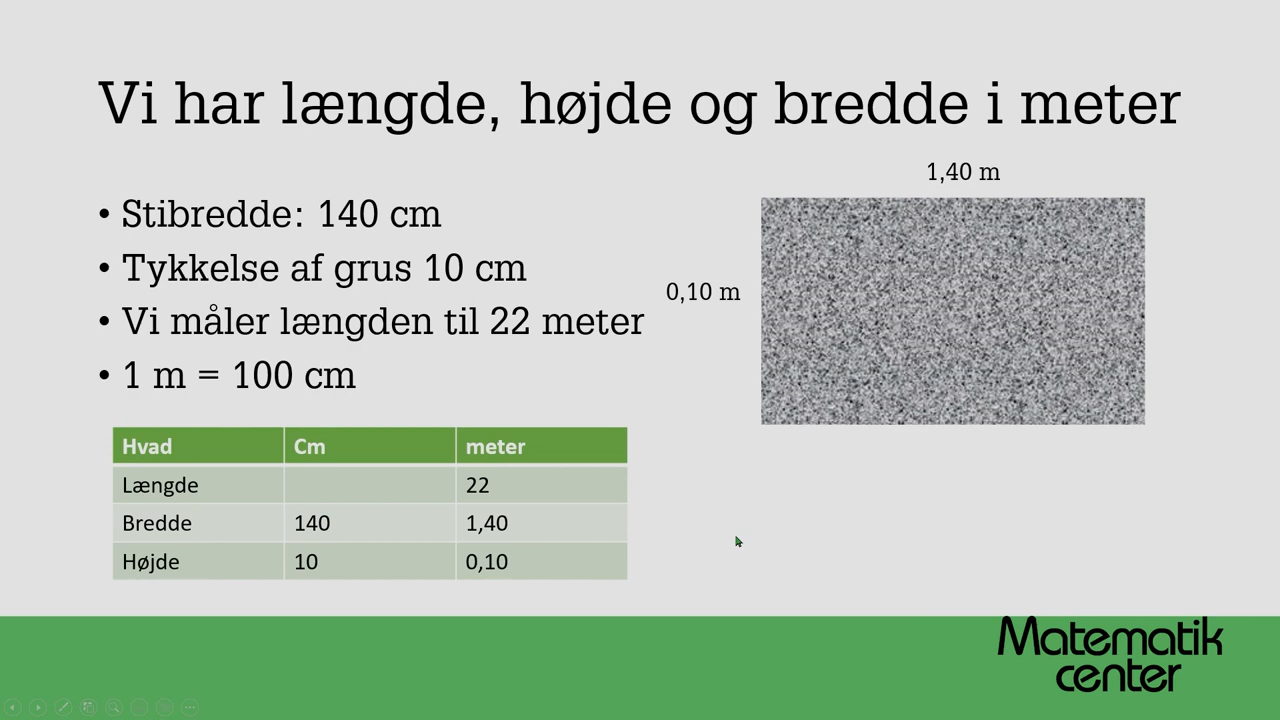 Vi har længde, højde og bredde i meter
• Stibredde: 140 cm
• Tykkelse af grus 10 cm
• Vi måler længden til 22 meter
• 1 m = 100 cm
1,40 m
0,10 m
Hvad Cm meter
Længde 22
Bredde 140 1,40
Højde 10 0,10
Matematik
center